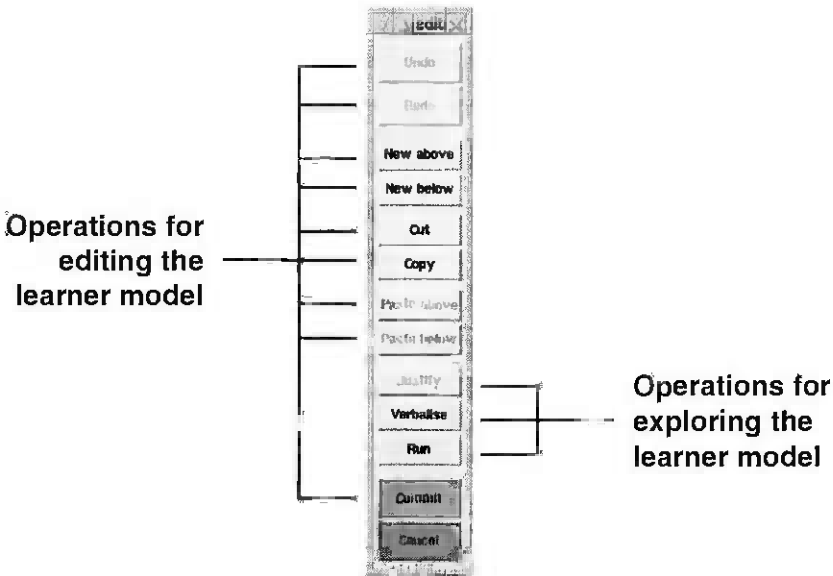 edit
Undo
Redo
New above
New below
Cut
Copy
Paste above
Paste below
Justify
Verbalise
Run
Commit
Cancel
Operations for
editing the
learner model
Operations for
exploring the
learner model